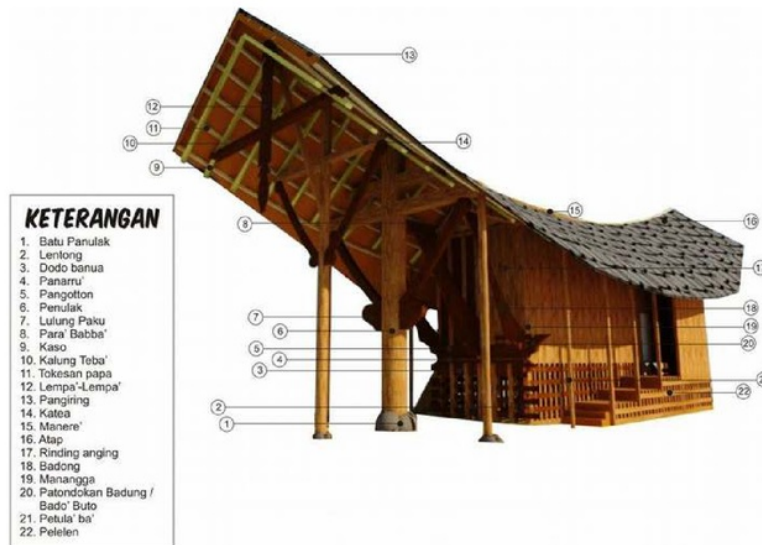 13
12
11
14
10
9
KETERANGAN
15
16
1. Batu Panulak
2. Lentong
3. Dodo banua
4. Panarru'
5. Pangotton
6. Penulak
7. Lulung Paku
8. Para' Babba'
9. Kaso
10. Kalung Teba'
11. Tokesan papa
12. Lempa'-Lempa'
13. Pangiring
14. Katea
15. Manere'
16. Atap
17. Rinding anging
18. Badong
19. Manangga
20. Patondokan Badung /
Bado' Buto
21. Petula' ba'
22. Pelelen
8
7
18
6
19
5
20
4
3
22
2
1